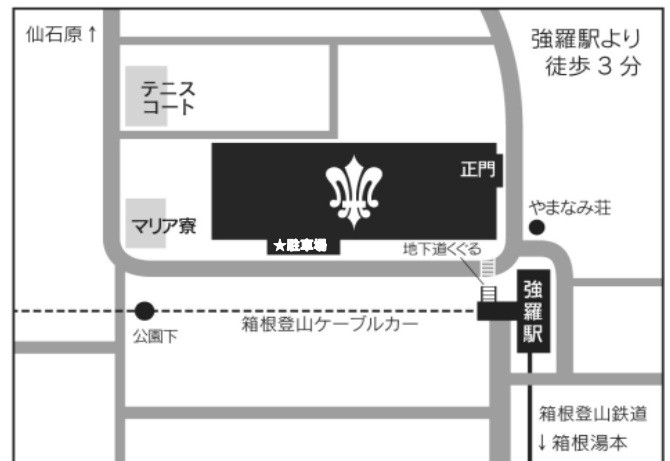 仙石原↑
強羅駅より
徒歩3分
テニス
コート
正門
マリア寮
やまなみ荘
★駐車場
地下道くぐる
強羅駅
箱根登山ケーブルカー
公園下
箱根登山鉄道
↓箱根湯本